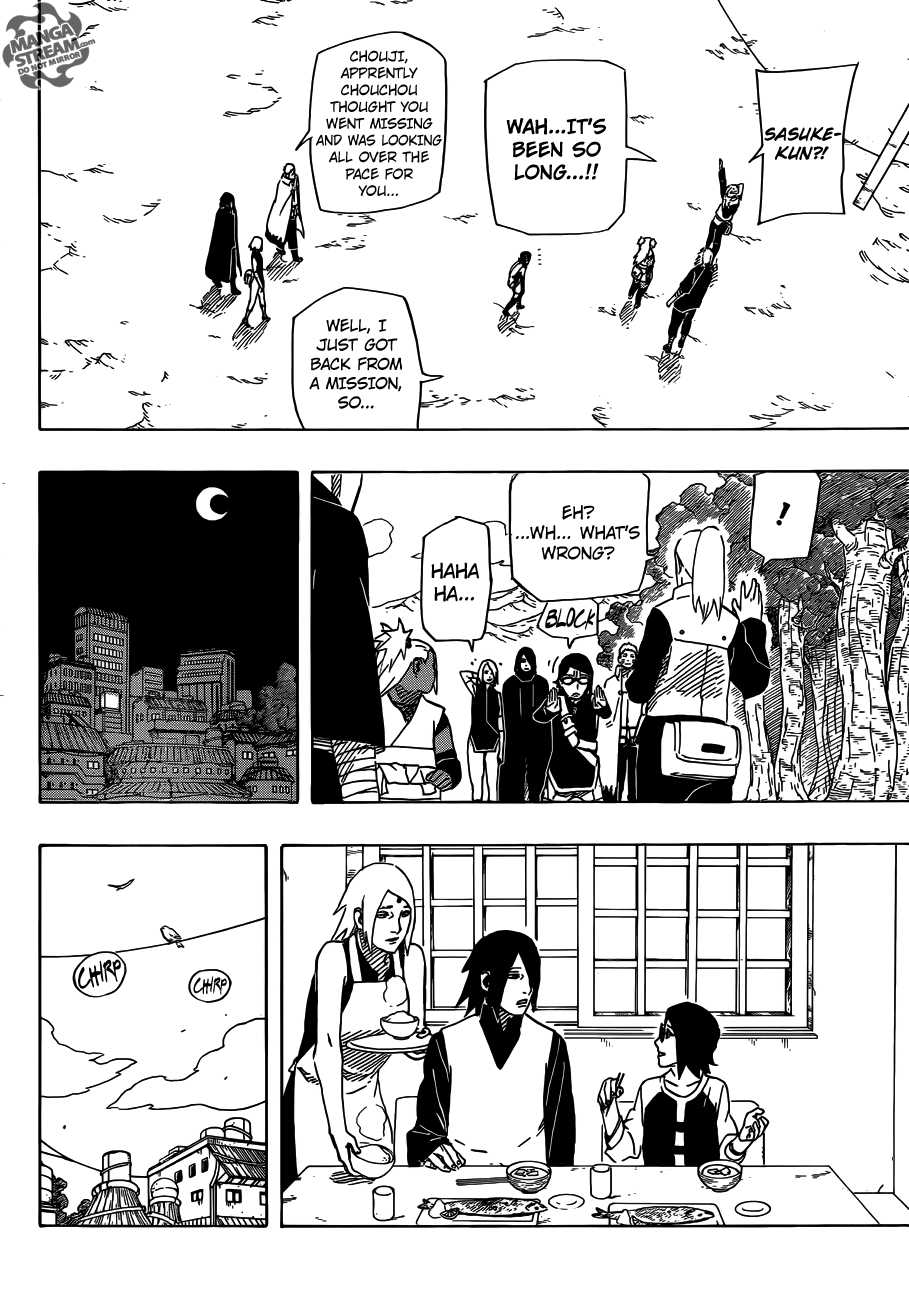 MANGA
STREAM.com
DO NOT MIRROR
SASUKE-
KUN?!
WAH...IT'S
BEEN SO
LONG...!!
CHOUJI,
APPRENTLY
CHOUCHOU
THOUGHT YOU
WENT MISSING
AND WAS LOOKING
ALL OVER THE
PACE FOR
YOU...
WELL, I
JUST GOT
BACK FROM
A MISSION,
SO...
!
EH?
...WH... WHAT'S
WRONG?
BLOCK
HAHA
HA...
CHIRP
CHIRP